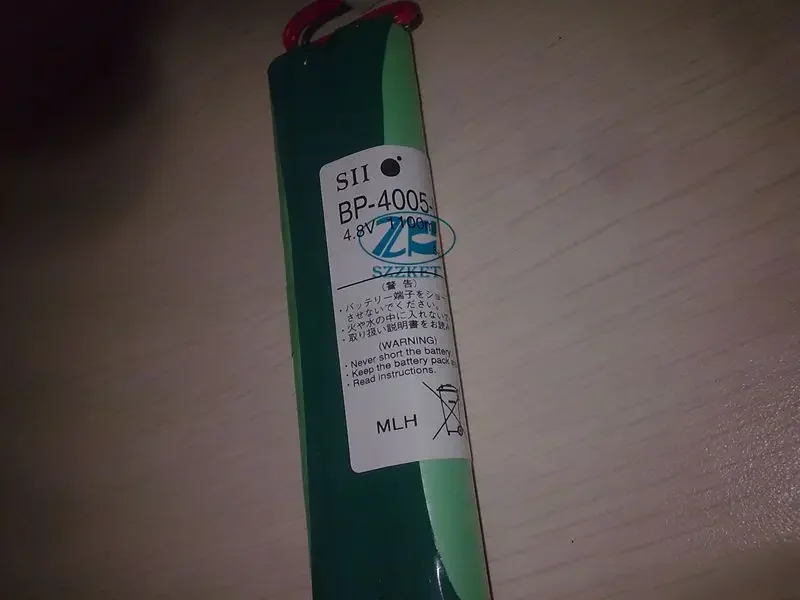 SII
BP-4005-
4.8V 1100m
ZK
SZZKET
(警告)
・バッテリー端子をショー
させないでください。
・火や水の中に入れないで
・取り扱い説明書をお読み
(WARNING)
・Never short the battery
・Keep the battery pack
・Read instructions.
MLH